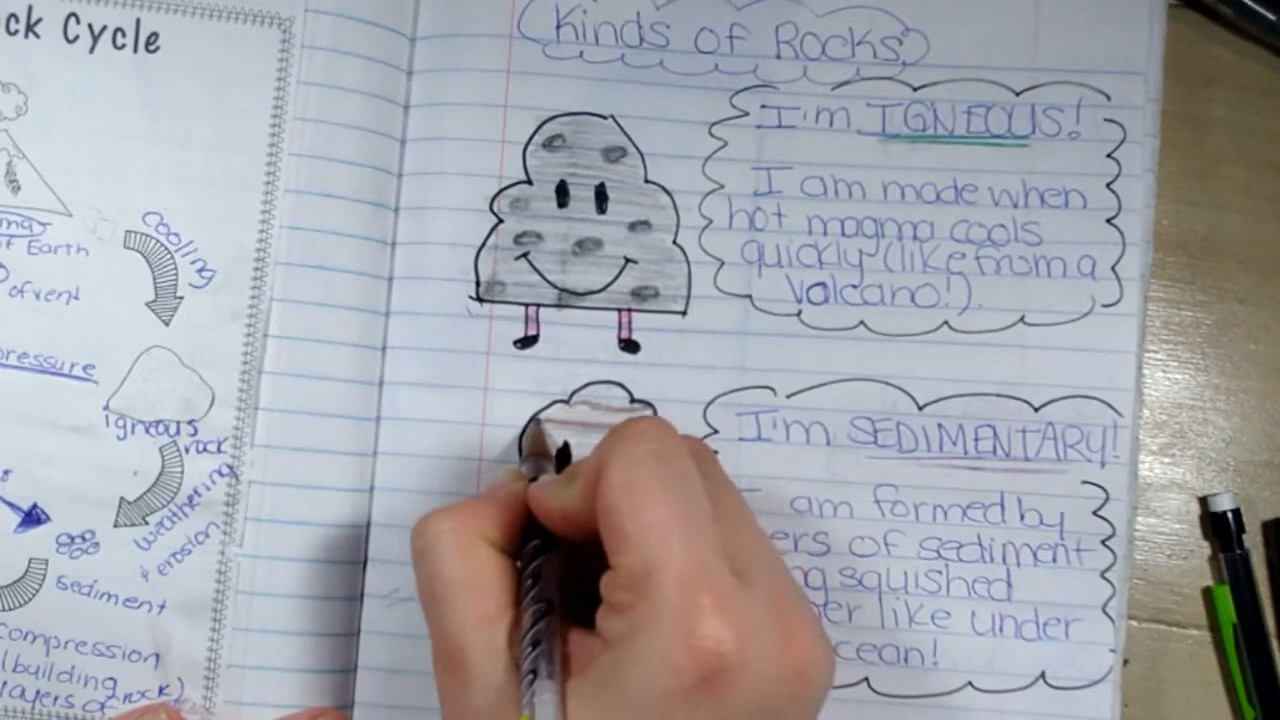 ck Cycle
Cooling
Earth
of vent
pressure
igneous
rock
weathering
& erosion
sediment
compression
(building
layers of rock)
Kinds of Rocks
I'm IGNEOUS!
I am made when
hot magma cools
quickly (like from a
volcano!).
I'm SEDIMENTARY!
am formed by
ers of sediment
ng squished
er like under
cean!